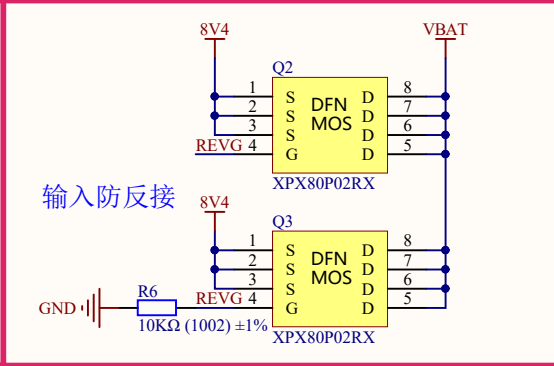 8V4
VBAT
Q2
1 S D 8
2 S DFN D 7
3 S MOS D 6
REVG 4 G D 5
XPX80P02RX
输入防反接
8V4
Q3
1 S D 8
2 S DFN D 7
3 S MOS D 6
REVG 4 G D 5
R6
GND
10KΩ (1002) ±1%
XPX80P02RX